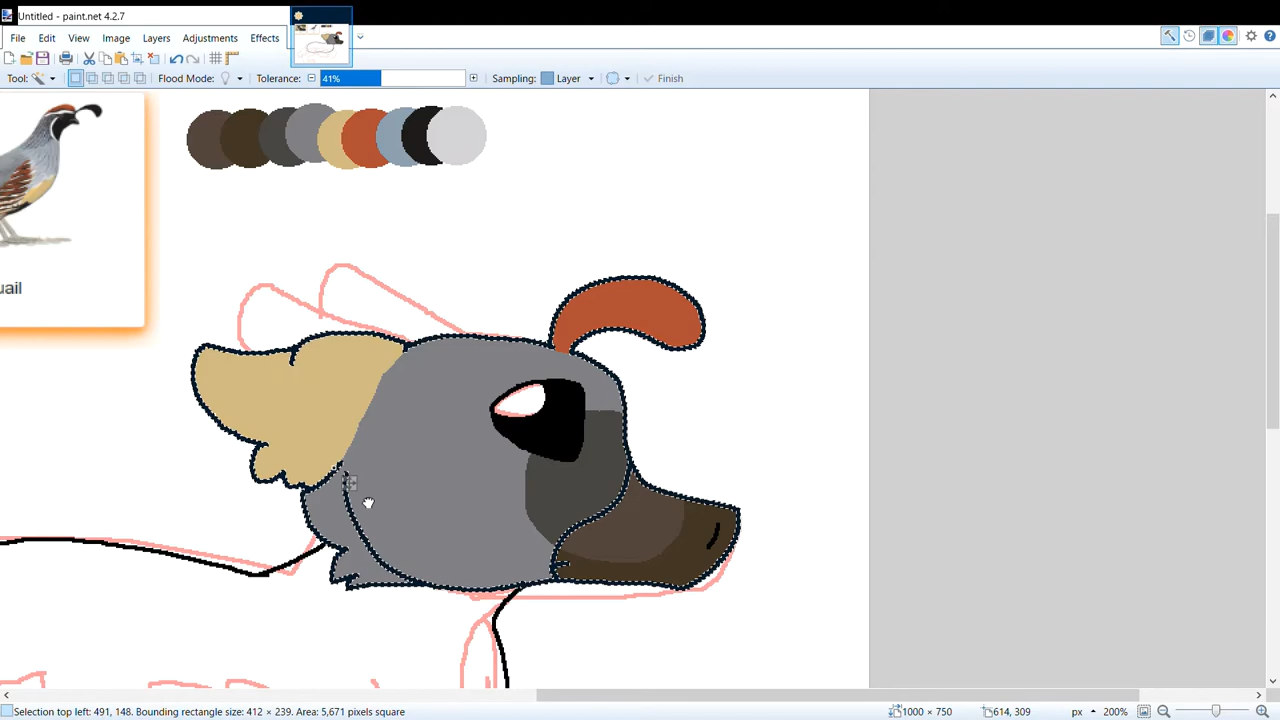 Untitled - paint.net 4.2.7
File Edit View Image Layers Adjustments Effects
Tool: Flood Mode: Tolerance: 41% Sampling: Layer Finish
uail
Selection top left: 491, 148. Bounding rectangle size: 412 × 239. Area: 5,671 pixels square 1000 × 750 614, 309 px 200%